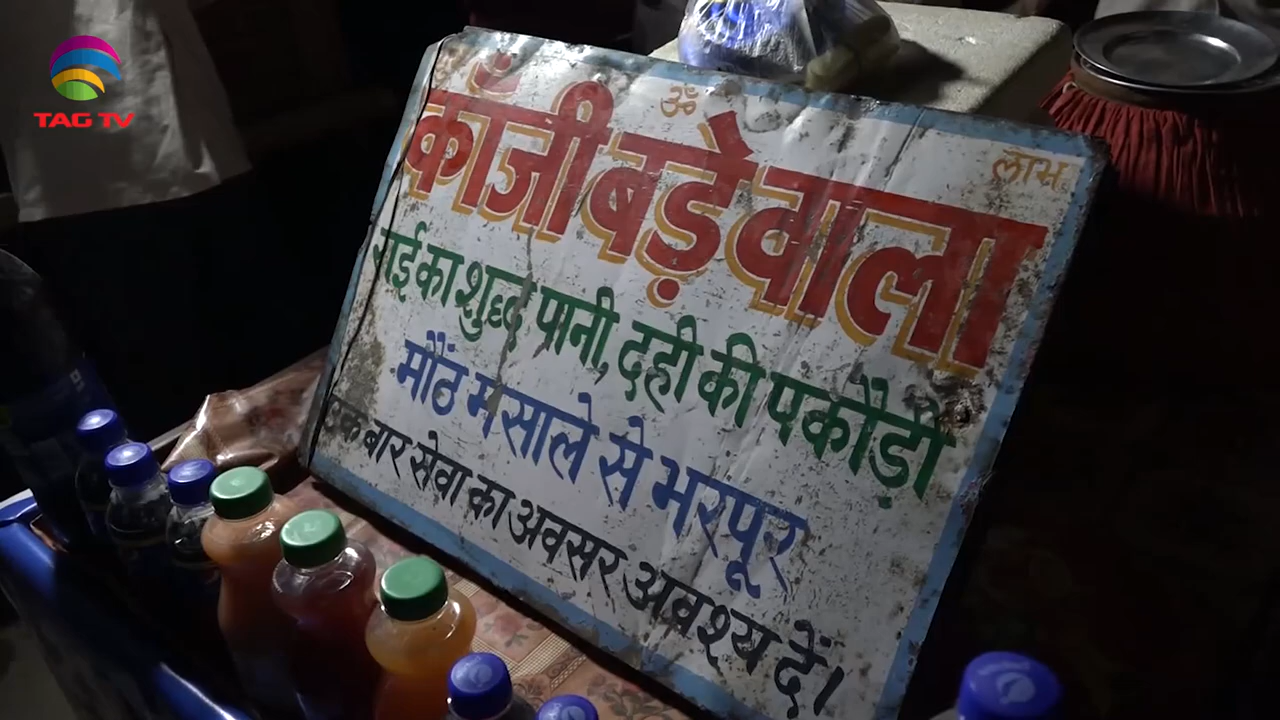 TAG TV
ॐ
लाभ
काँजी बड़े वाला
राई का शुद्ध पानी, दही की पकौड़ी
मौंठ मसाले से भरपूर
एक बार सेवा का अवसर अवश्य दें।